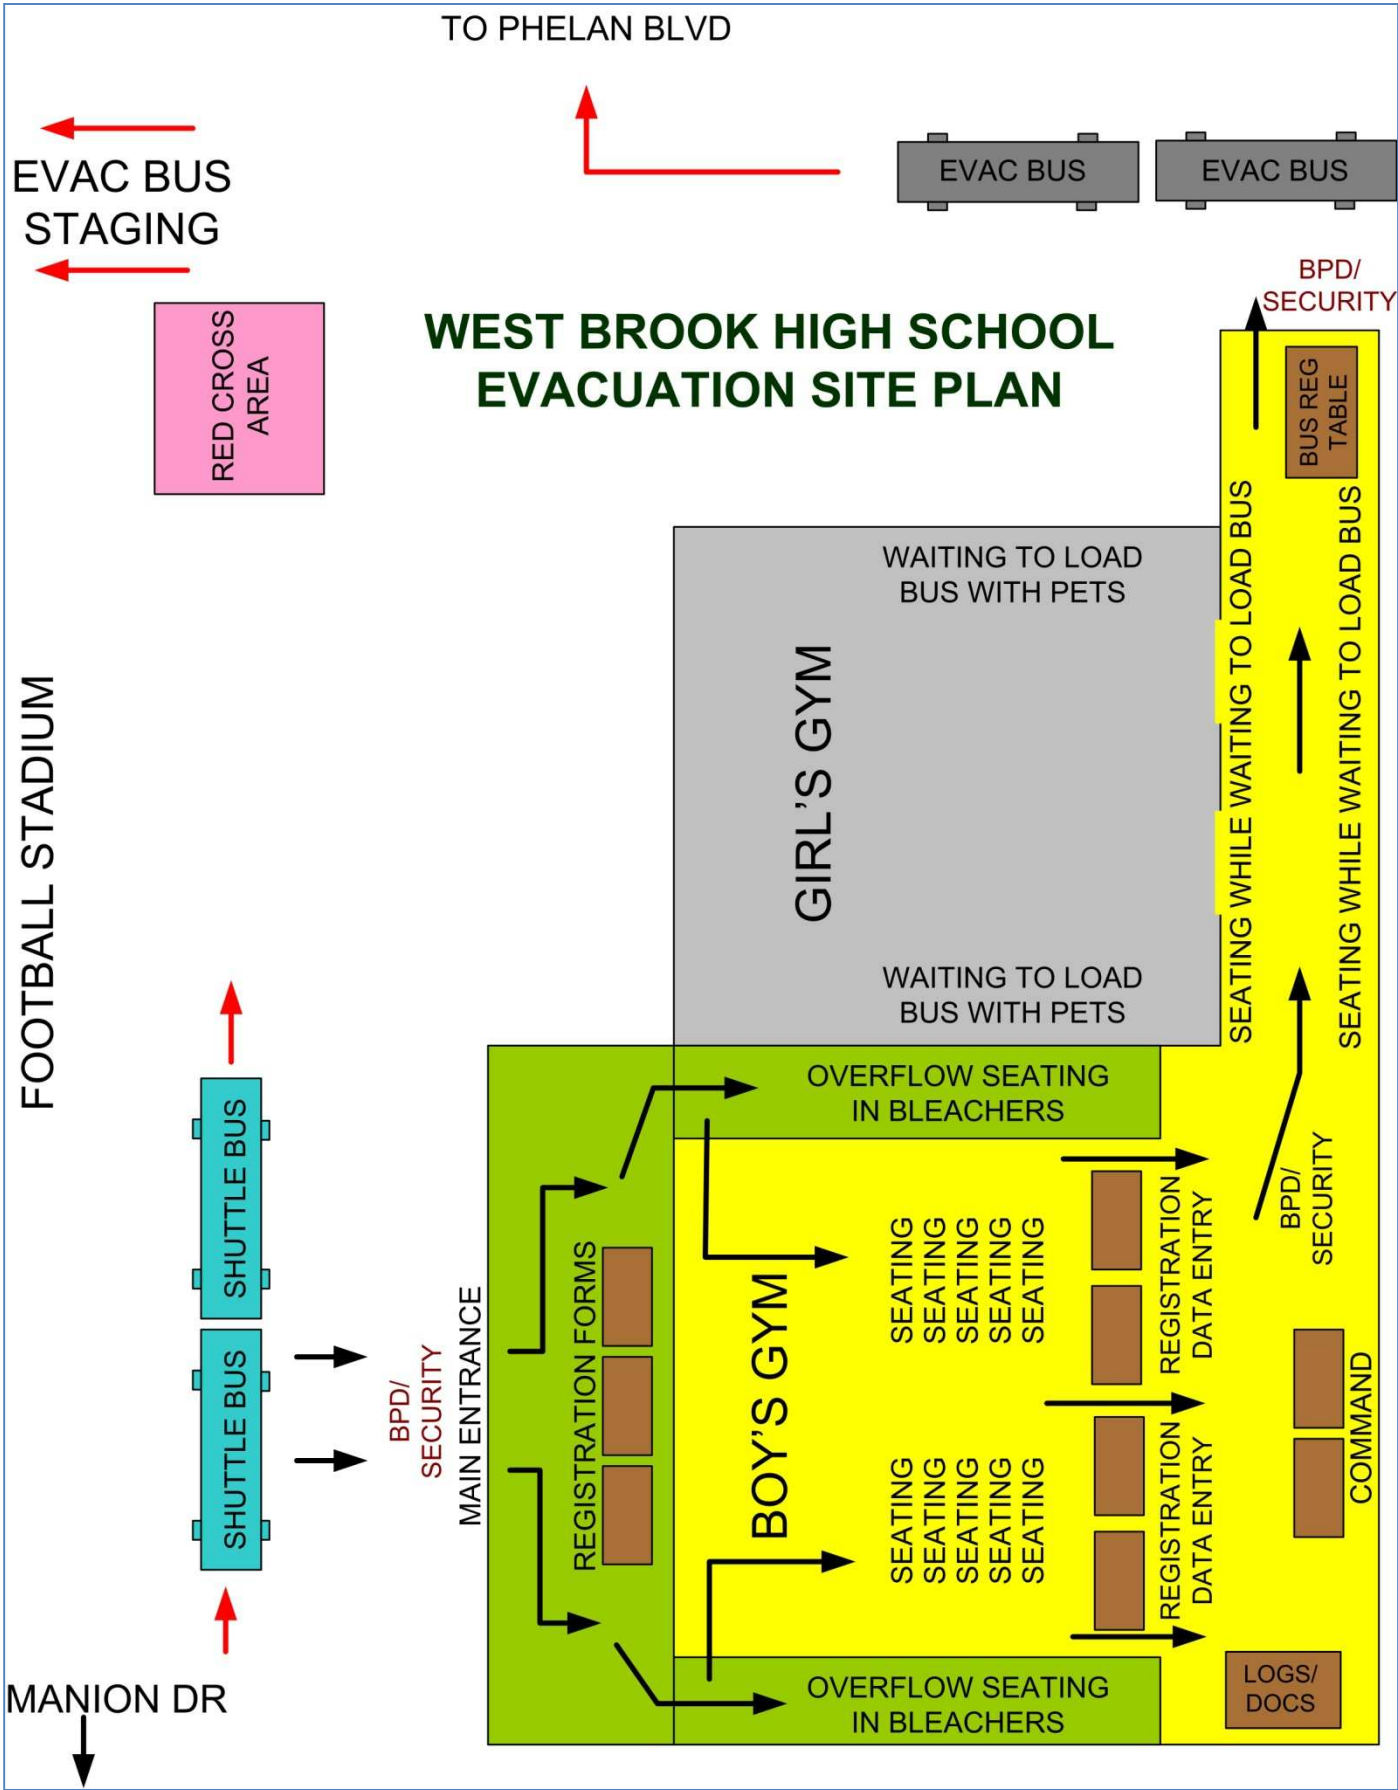 TO PHELAN BLVD
EVAC BUS
STAGING
EVAC BUS
EVAC BUS
BPD/
SECURITY
RED CROSS
AREA
WEST BROOK HIGH SCHOOL
EVACUATION SITE PLAN
BUS REG
TABLE
SEATING WHILE WAITING TO LOAD BUS
SEATING WHILE WAITING TO LOAD BUS
WAITING TO LOAD
BUS WITH PETS
GIRL'S GYM
WAITING TO LOAD
BUS WITH PETS
FOOTBALL STADIUM
OVERFLOW SEATING
IN BLEACHERS
SHUTTLE BUS
SHUTTLE BUS
BPD/
SECURITY
MAIN ENTRANCE
REGISTRATION FORMS
BOY'S GYM
SEATING
SEATING
SEATING
SEATING
SEATING
SEATING
SEATING
SEATING
SEATING
SEATING
REGISTRATION
DATA ENTRY
REGISTRATION
DATA ENTRY
BPD/
SECURITY
COMMAND
OVERFLOW SEATING
IN BLEACHERS
LOGS/
DOCS
MANION DR